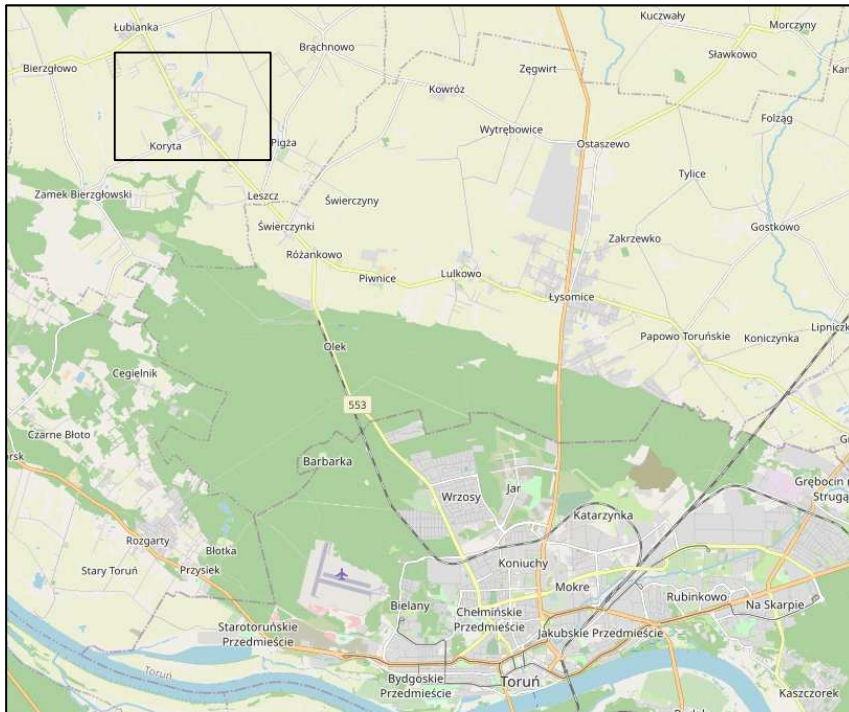 Kuczwały
Morczyny
Łubianka
Brąchnowo
Sławkowo
Bierzgłowo
Zęgwirt
Kowróz
Folząg
Wytrębowice
Koryta
Pigża
Ostaszewo
Tylice
Zamek Bierzgłowski
Leszcz
Świerczyny
Świerczynki
Gostkowo
Zakrzewko
Różankowo
Piwnice
Lulkowo
Łysomice
Papowo Toruńskie
Koniczynka
Olek
Cegielnik
553
Czarne Błoto
Barbarka
Wrzosy
Jar
Katarzynka
Rozgarty
Błotka
Przysiek
Stary Toruń
Koniuchy
Mokre
Rubinkowo
Na Skarpie
Bielany
Chełmińskie
Przedmieście
Starotoruńskie
Przedmieście
Jakubskie Przedmieście
Toruń
Bydgoskie
Przedmieście
Toruń
Kaszczorek